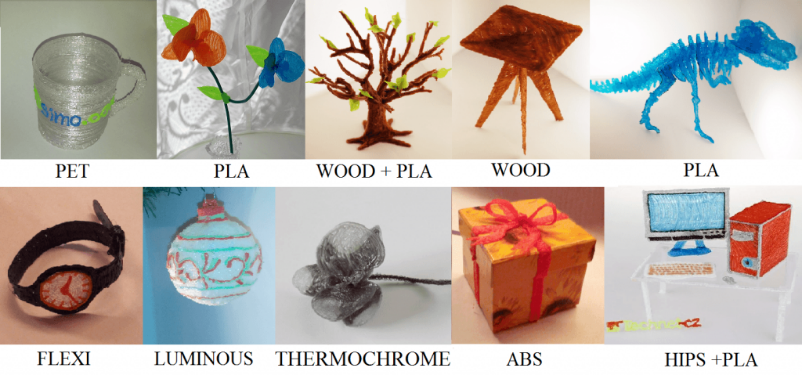 PET
PLA
WOOD + PLA
WOOD
PLA
FLEXI
LUMINOUS
THERMOCHROME
ABS
HIPS +PLA